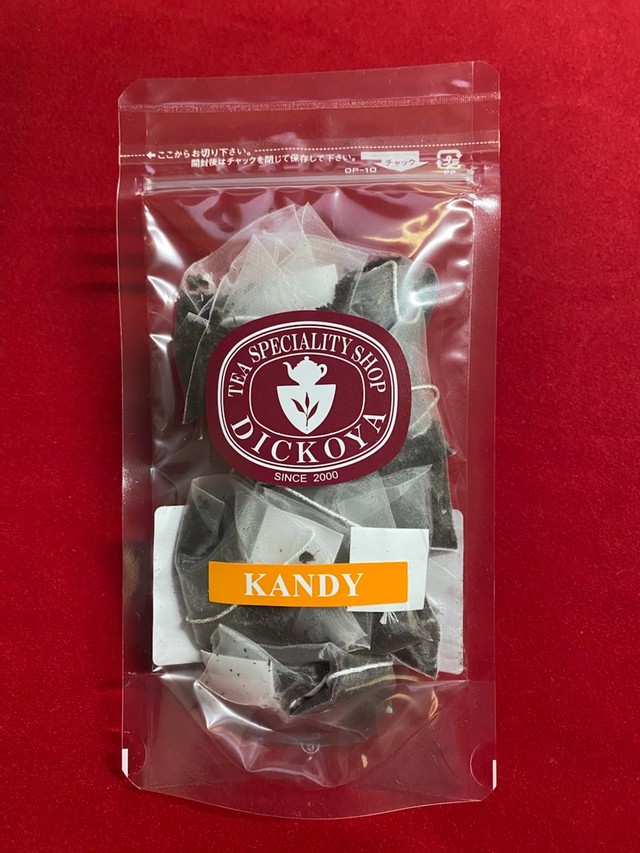 ←ここからお切り下さい。
開封後はチャックを閉じて保存して下さい。
チャック
OP-10
PP
TEA SPECIALITY SHOP
DICKOYA
SINCE 2000
KANDY